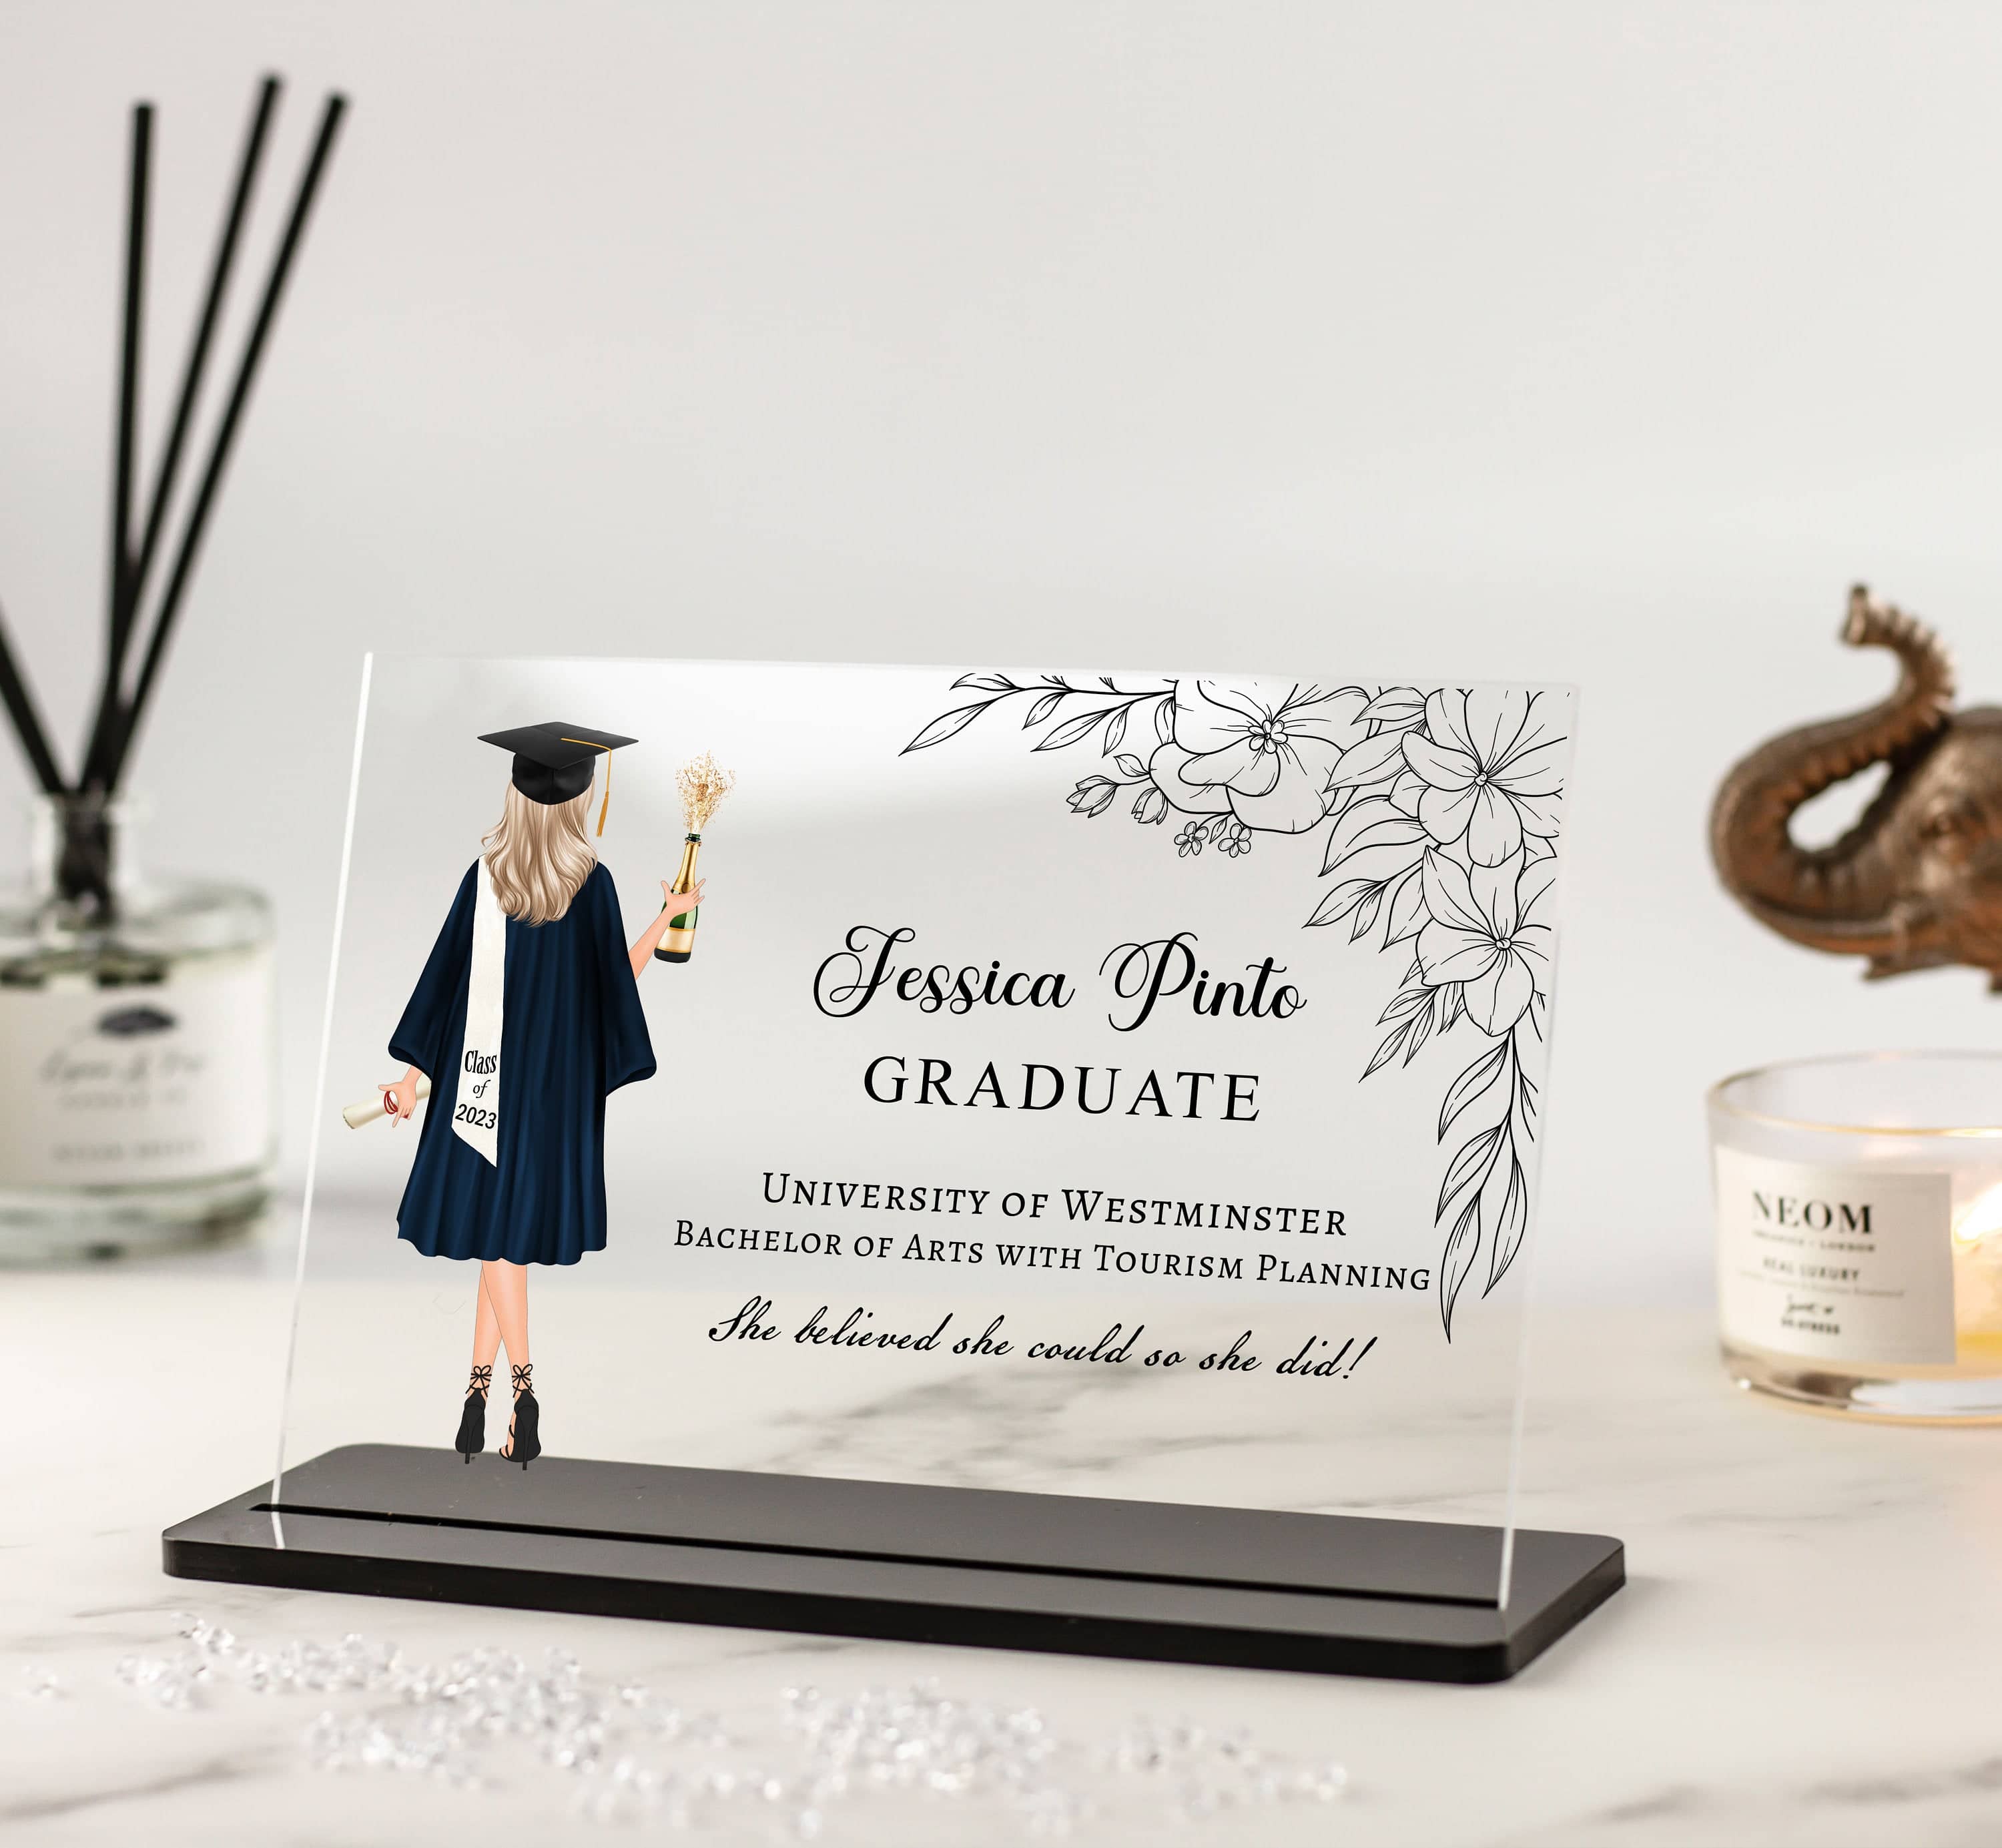 Class
of
2023
Jessica Pinto
GRADUATE
University of Westminster
Bachelor of Arts with Tourism Planning
She believed she could so she did!
NEOM
REAL LUXURY